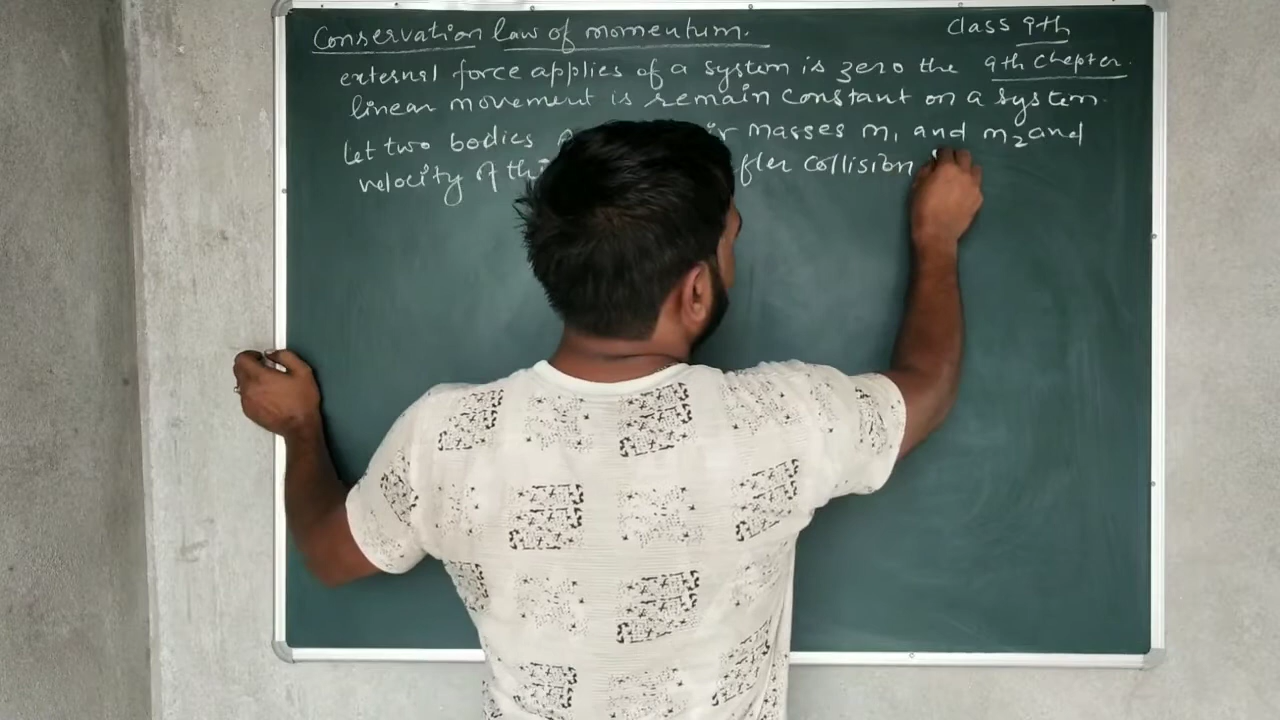 Conservation law of momentum. Class 9th
external force applies of a system is zero the 9th Chepter.
linear movement is remain constant on a system.
Let two bodies masses m₁ and m₂ and
velocity of collision